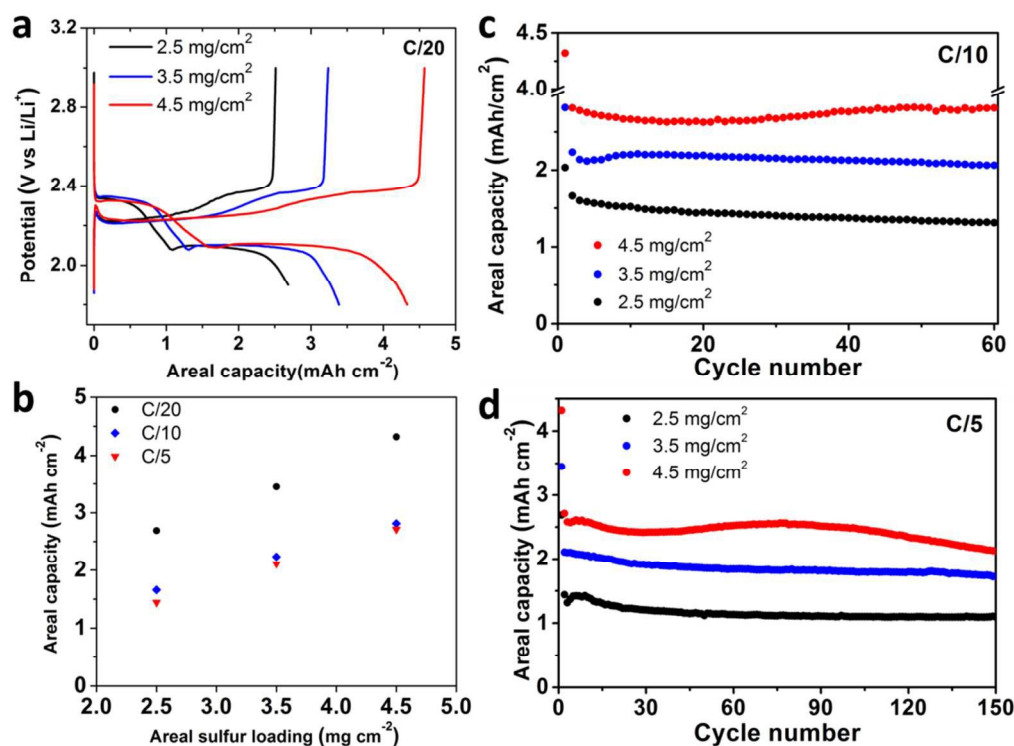 a
C/20
2.5 mg/cm²
3.5 mg/cm²
4.5 mg/cm²
3.2
2.8
2.4
2.0
Potential (V vs Li/Li⁺)
0 1 2 3 4 5
Areal capacity(mAh cm⁻²)
b
C/20
C/10
C/5
5
4
3
2
1
0
Areal capacity (mAh cm⁻²)
2.0 2.5 3.0 3.5 4.0 4.5 5.0
Areal sulfur loading (mg cm⁻²)
c
C/10
4.5
4.0
2
1
0
Areal capacity (mAh/cm²)
4.5 mg/cm²
3.5 mg/cm²
2.5 mg/cm²
0 20 40 60
Cycle number
d
C/5
2.5 mg/cm²
3.5 mg/cm²
4.5 mg/cm²
5
4
3
2
1
0
Areal capacity (mAh cm⁻²)
0 30 60 90 120 150
Cycle number